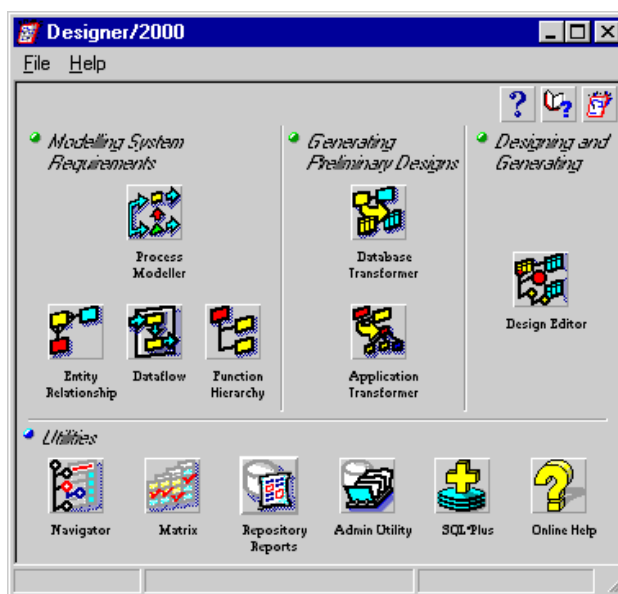 Designer/2000
File Help
Modelling System
Requirements
Generating
Preliminary Designs
Designing and
Generating
Process
Modeller
Database
Transformer
Design Editor
Entity
Relationship
Dataflow
Function
Hierarchy
Application
Transformer
Utilities
Navigator
Matrix
Repository
Reports
Admin Utility
SQL*Plus
Online Help